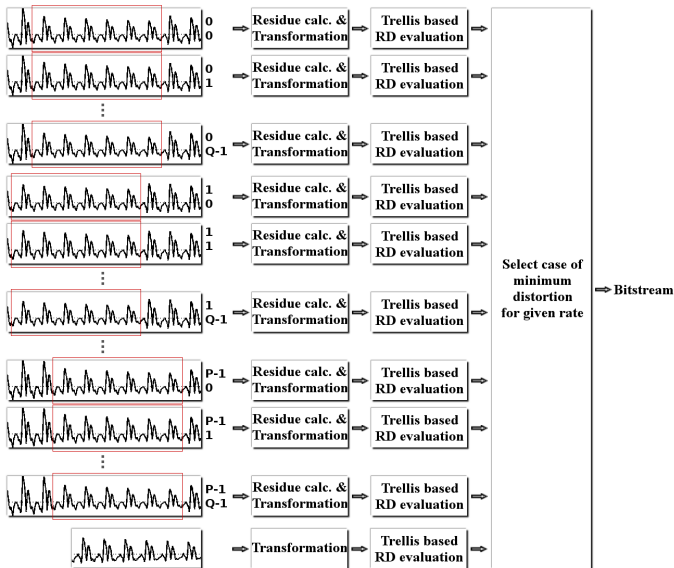 0 Residue calc. & Trellis based
0 Transformation RD evaluation
0 Residue calc. & Trellis based
1 Transformation RD evaluation
0 Residue calc. & Trellis based
Q-1 Transformation RD evaluation
1 Residue calc. & Trellis based
0 Transformation RD evaluation
1 Residue calc. & Trellis based
1 Transformation RD evaluation
Select case of
minimum
distortion
for given rate
Bitstream
1 Residue calc. & Trellis based
Q-1 Transformation RD evaluation
P-1 Residue calc. & Trellis based
0 Transformation RD evaluation
P-1 Residue calc. & Trellis based
1 Transformation RD evaluation
P-1 Residue calc. & Trellis based
Q-1 Transformation RD evaluation
Transformation Trellis based
RD evaluation